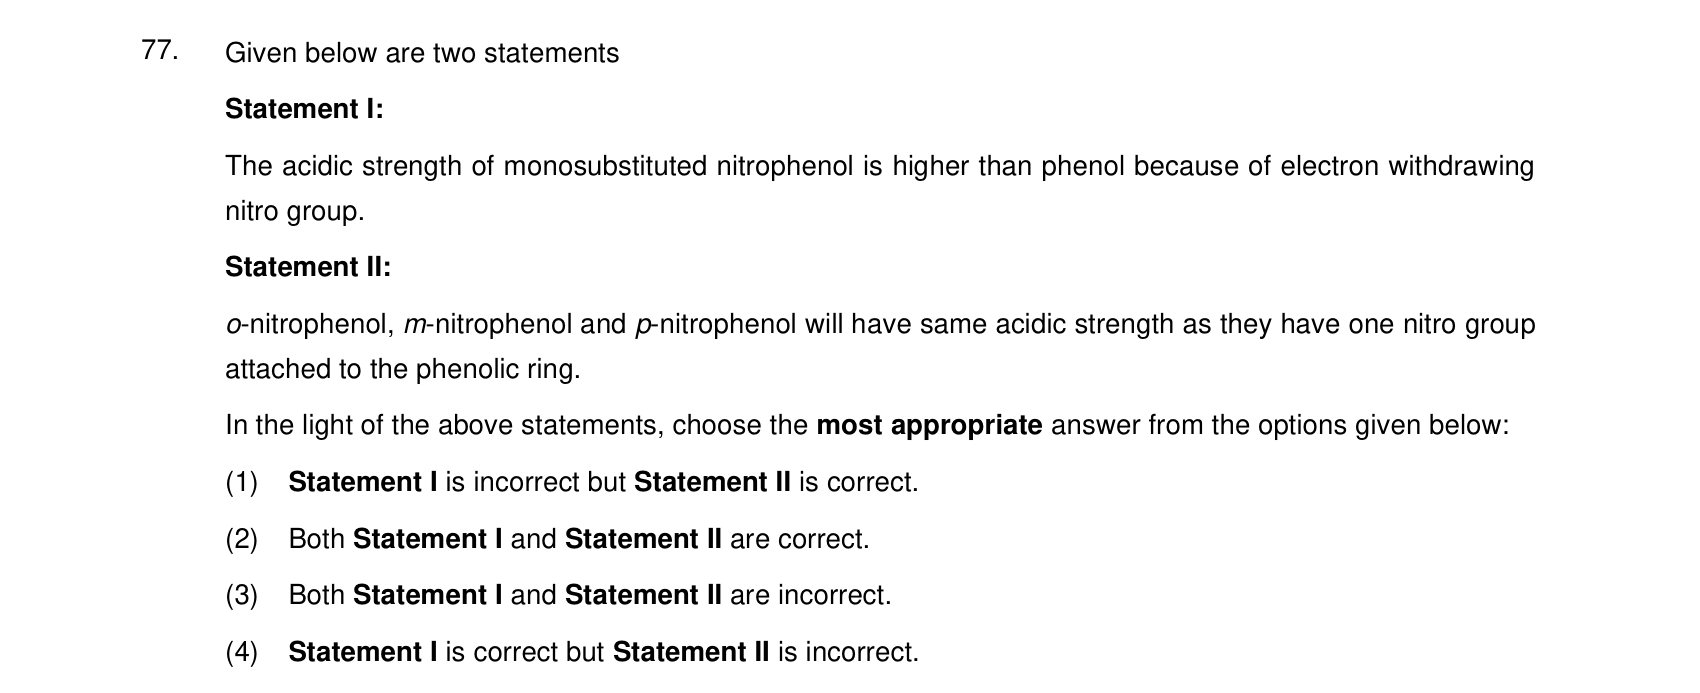 77. Given below are two statements
Statement I:
The acidic strength of monosubstituted nitrophenol is higher than phenol because of electron withdrawing
nitro group.
Statement II:
o-nitrophenol, m-nitrophenol and p-nitrophenol will have same acidic strength as they have one nitro group
attached to the phenolic ring.
In the light of the above statements, choose the most appropriate answer from the options given below:
(1) Statement I is incorrect but Statement II is correct.
(2) Both Statement I and Statement II are correct.
(3) Both Statement I and Statement II are incorrect.
(4) Statement I is correct but Statement II is incorrect.